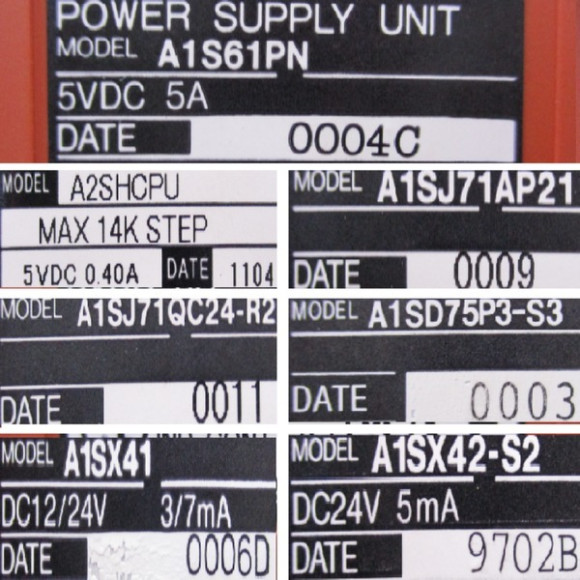 POWER SUPPLY UNIT
MODEL A1S61PN
5VDC 5A
DATE 0004C
MODEL A2SHCPU
MAX 14K STEP
5VDC 0.40A DATE 1104
MODEL A1SJ71AP21
DATE 0009
MODEL A1SJ71QC24-R2
DATE 0011
MODEL A1SD75P3-S3
DATE 0003
MODEL A1SX41
DC12/24V 3/7mA
DATE 0006D
MODEL A1SX42-S2
DC24V 5mA
DATE 9702B